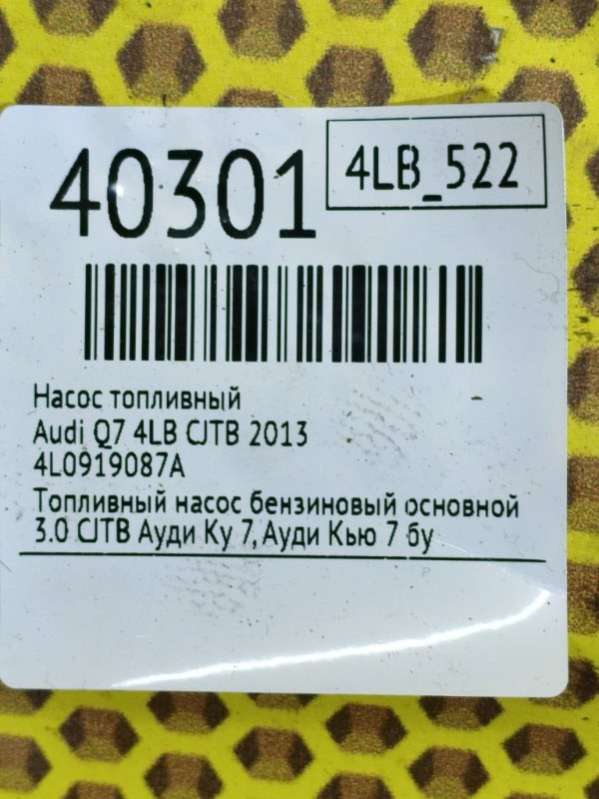 40301
4LB_522
Насос топливный
Audi Q7 4LB CJTB 2013
4L0919087A
Топливный насос бензиновый основной
3.0 CJTB Ауди Ку 7, Ауди Кью 7 бу